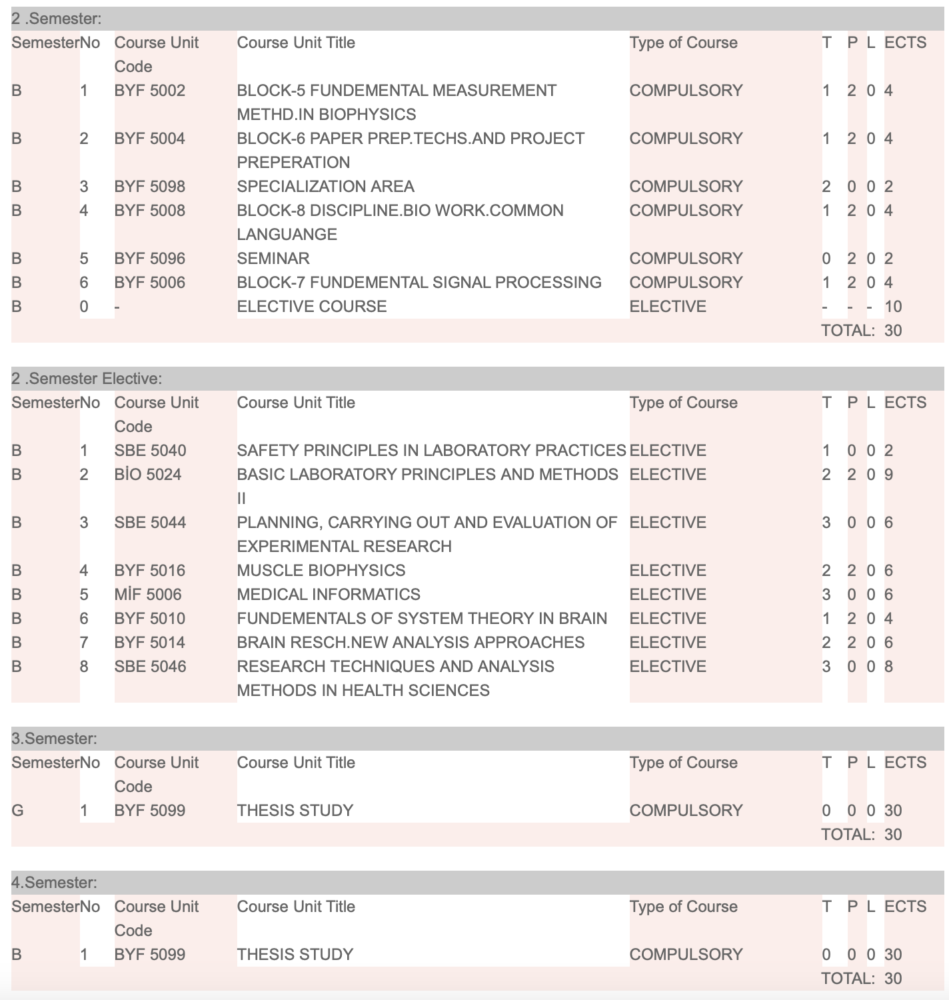 2 .Semester:
SemesterNo Course Unit Course Unit Title Type of Course T P L ECTS
Code
B 1 BYF 5002 BLOCK-5 FUNDEMENTAL MEASUREMENT COMPULSORY 1 2 0 4
METHD.IN BIOPHYSICS
B 2 BYF 5004 BLOCK-6 PAPER PREP.TECHS.AND PROJECT COMPULSORY 1 2 0 4
PREPERATION
B 3 BYF 5098 SPECIALIZATION AREA COMPULSORY 2 0 0 2
B 4 BYF 5008 BLOCK-8 DISCIPLINE.BIO WORK.COMMON COMPULSORY 1 2 0 4
LANGUANGE
B 5 BYF 5096 SEMINAR COMPULSORY 0 2 0 2
B 6 BYF 5006 BLOCK-7 FUNDEMENTAL SIGNAL PROCESSING COMPULSORY 1 2 0 4
B 0 - ELECTIVE COURSE ELECTIVE - - - 10
TOTAL: 30
2 .Semester Elective:
SemesterNo Course Unit Course Unit Title Type of Course T P L ECTS
Code
B 1 SBE 5040 SAFETY PRINCIPLES IN LABORATORY PRACTICES ELECTIVE 1 0 0 2
B 2 BİO 5024 BASIC LABORATORY PRINCIPLES AND METHODS ELECTIVE 2 2 0 9
II
B 3 SBE 5044 PLANNING, CARRYING OUT AND EVALUATION OF ELECTIVE 3 0 0 6
EXPERIMENTAL RESEARCH
B 4 BYF 5016 MUSCLE BIOPHYSICS ELECTIVE 2 2 0 6
B 5 MİF 5006 MEDICAL INFORMATICS ELECTIVE 3 0 0 6
B 6 BYF 5010 FUNDEMENTALS OF SYSTEM THEORY IN BRAIN ELECTIVE 1 2 0 4
B 7 BYF 5014 BRAIN RESCH.NEW ANALYSIS APPROACHES ELECTIVE 2 2 0 6
B 8 SBE 5046 RESEARCH TECHNIQUES AND ANALYSIS ELECTIVE 3 0 0 8
METHODS IN HEALTH SCIENCES
3.Semester:
SemesterNo Course Unit Course Unit Title Type of Course T P L ECTS
Code
G 1 BYF 5099 THESIS STUDY COMPULSORY 0 0 0 30
TOTAL: 30
4.Semester:
SemesterNo Course Unit Course Unit Title Type of Course T P L ECTS
Code
B 1 BYF 5099 THESIS STUDY COMPULSORY 0 0 0 30
TOTAL: 30